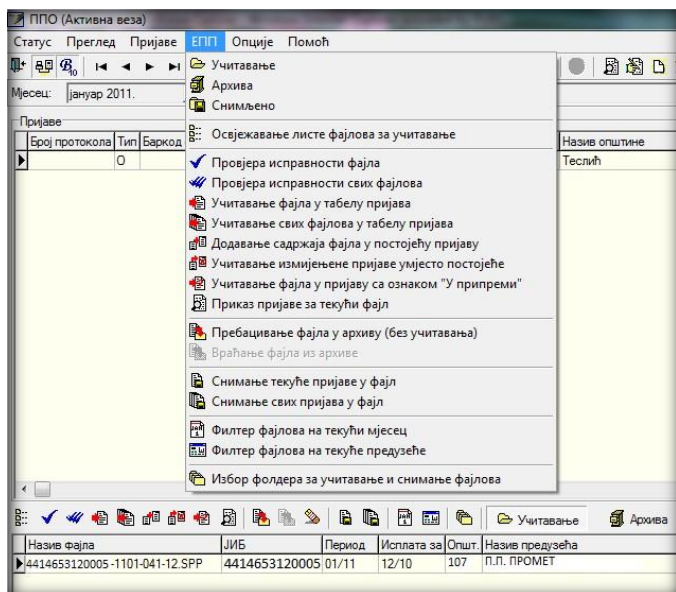 ППО (Активна веза)
Статус Преглед Пријаве ЕПП Опције Помоћ
Мјесец: јануар 2011.
Пријаве
Број протокола Тип Баркод Назив општине
О Теслић
Учитавање
Архива
Снимљено
Освјежавање листе фајлова за учитавање
Провјера исправности фајла
Провјера исправности свих фајлова
Учитавање фајла у табелу пријава
Учитавање свих фајлова у табелу пријава
Додавање садржаја фајла у постојећу пријаву
Учитавање измијењене пријаве умјесто постојеће
Учитавање фајла у пријаву са ознаком "У припреми"
Приказ пријаве за текући фајл
Пребацивање фајла у архиву (без учитавања)
Враћање фајла из архиве
Снимање текуће пријаве у фајл
Снимање свих пријава у фајл
Филтер фајлова на текући мјесец
Филтер фајлова на текуће предузеће
Избор фолдера за учитавање и снимање фајлова
Учитавање Архива
Назив фајла ЈИБ Период Исплата за Општ. Назив предузећа
4414653120005-1101-041-12.SPP 4414653120005 01/11 12/10 107 П.П. ПРОМЕТ